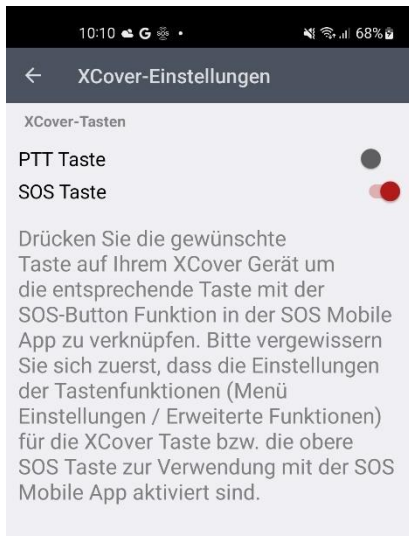 10:10 G SOS • 68%
← XCover-Einstellungen
XCover-Tasten
PTT Taste
SOS Taste
Drücken Sie die gewünschte
Taste auf Ihrem XCover Gerät um
die entsprechende Taste mit der
SOS-Button Funktion in der SOS Mobile
App zu verknüpfen. Bitte vergewissern
Sie sich zuerst, dass die Einstellungen
der Tastenfunktionen (Menü
Einstellungen / Erweiterte Funktionen)
für die XCover Taste bzw. die obere
SOS Taste zur Verwendung mit der SOS
Mobile App aktiviert sind.